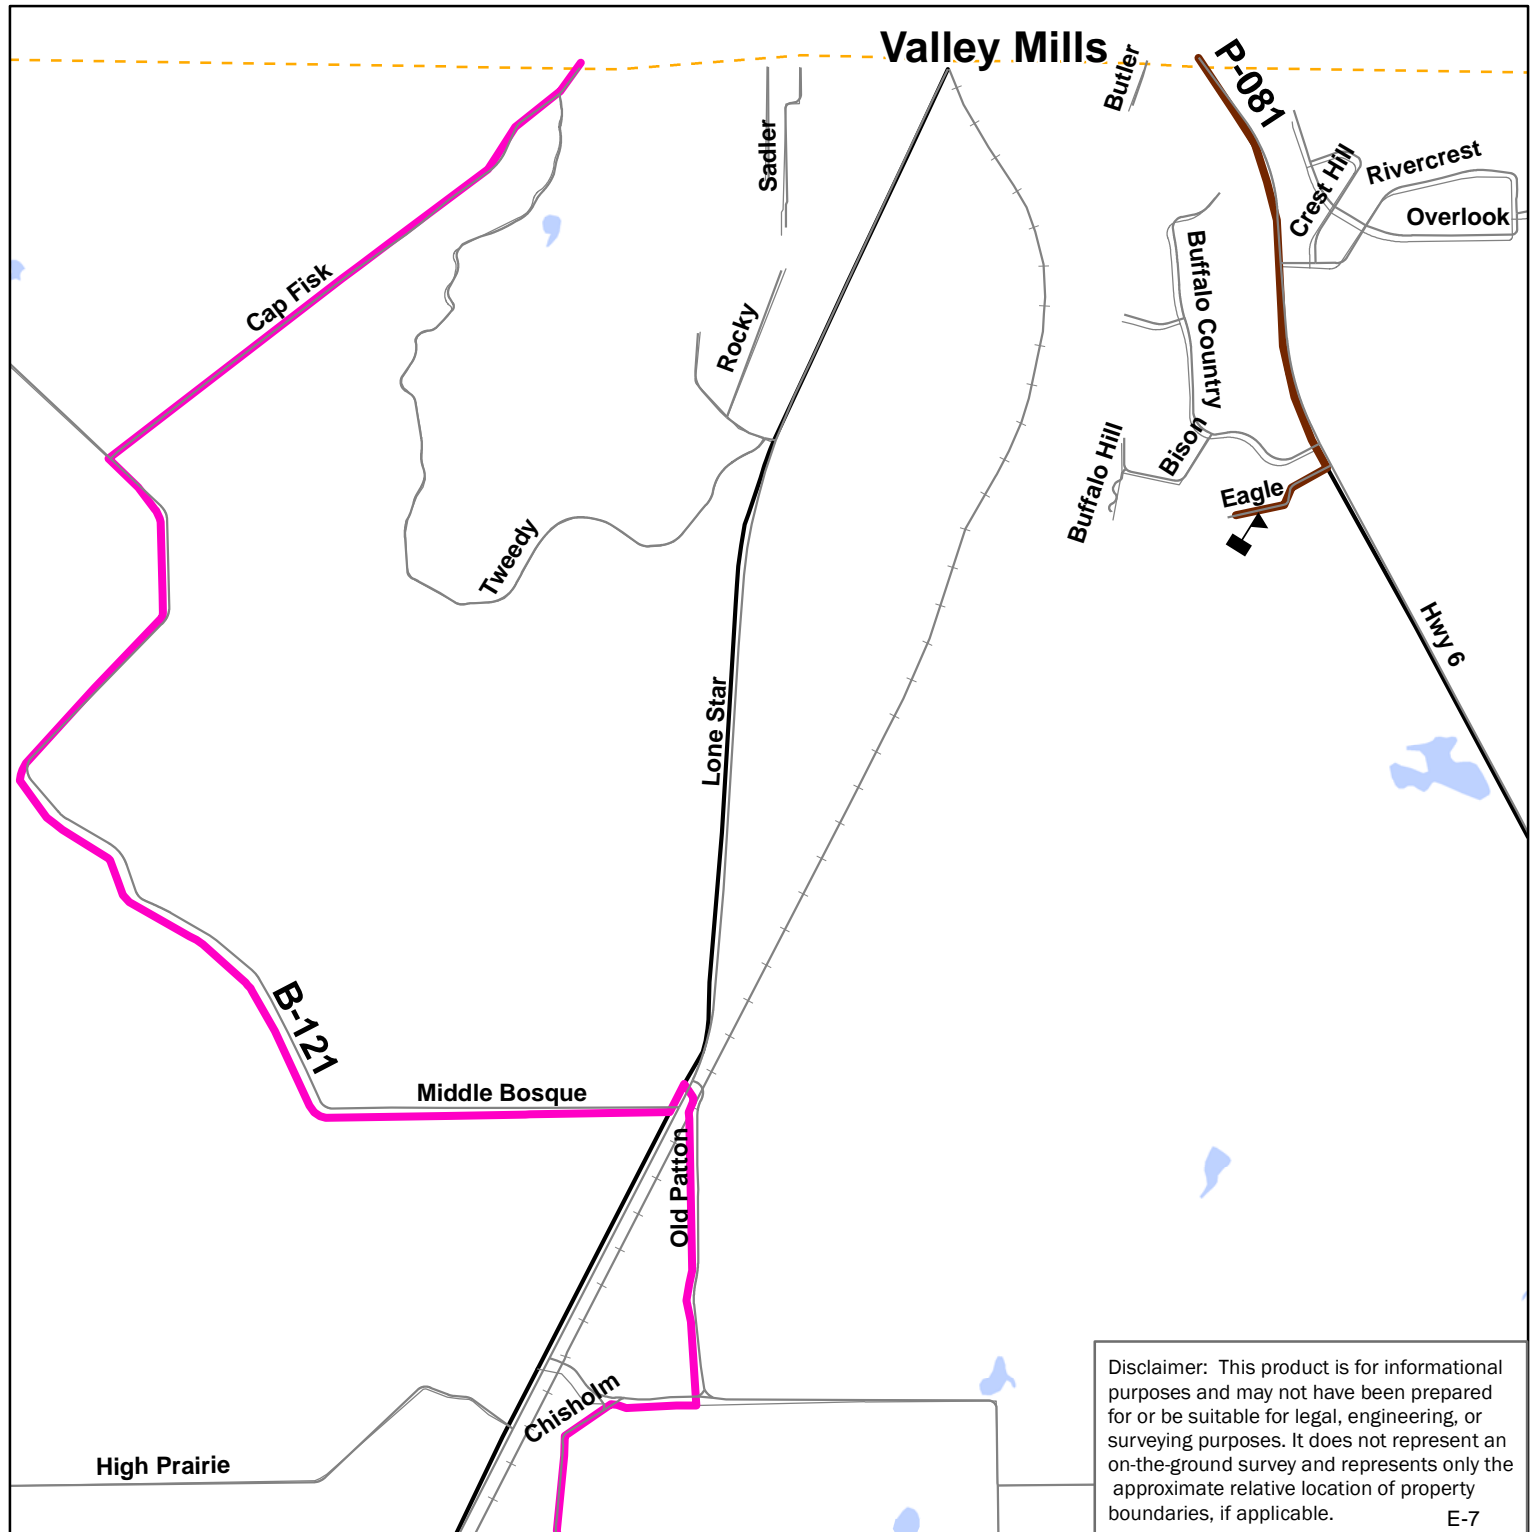 Valley Mills
Butler
P-081
Sadler
Crest Hill
Rivercrest
Overlook
Cap Fisk
Rocky
Buffalo Country
Buffalo Hill
Bison
Eagle
Tweedy
Hwy 6
Lone Star
B-121
Middle Bosque
Old Patton
Chisholm
High Prairie
Disclaimer: This product is for informational
purposes and may not have been prepared
for or be suitable for legal, engineering, or
surveying purposes. It does not represent an
on-the-ground survey and represents only the
approximate relative location of property
boundaries, if applicable.
E-7